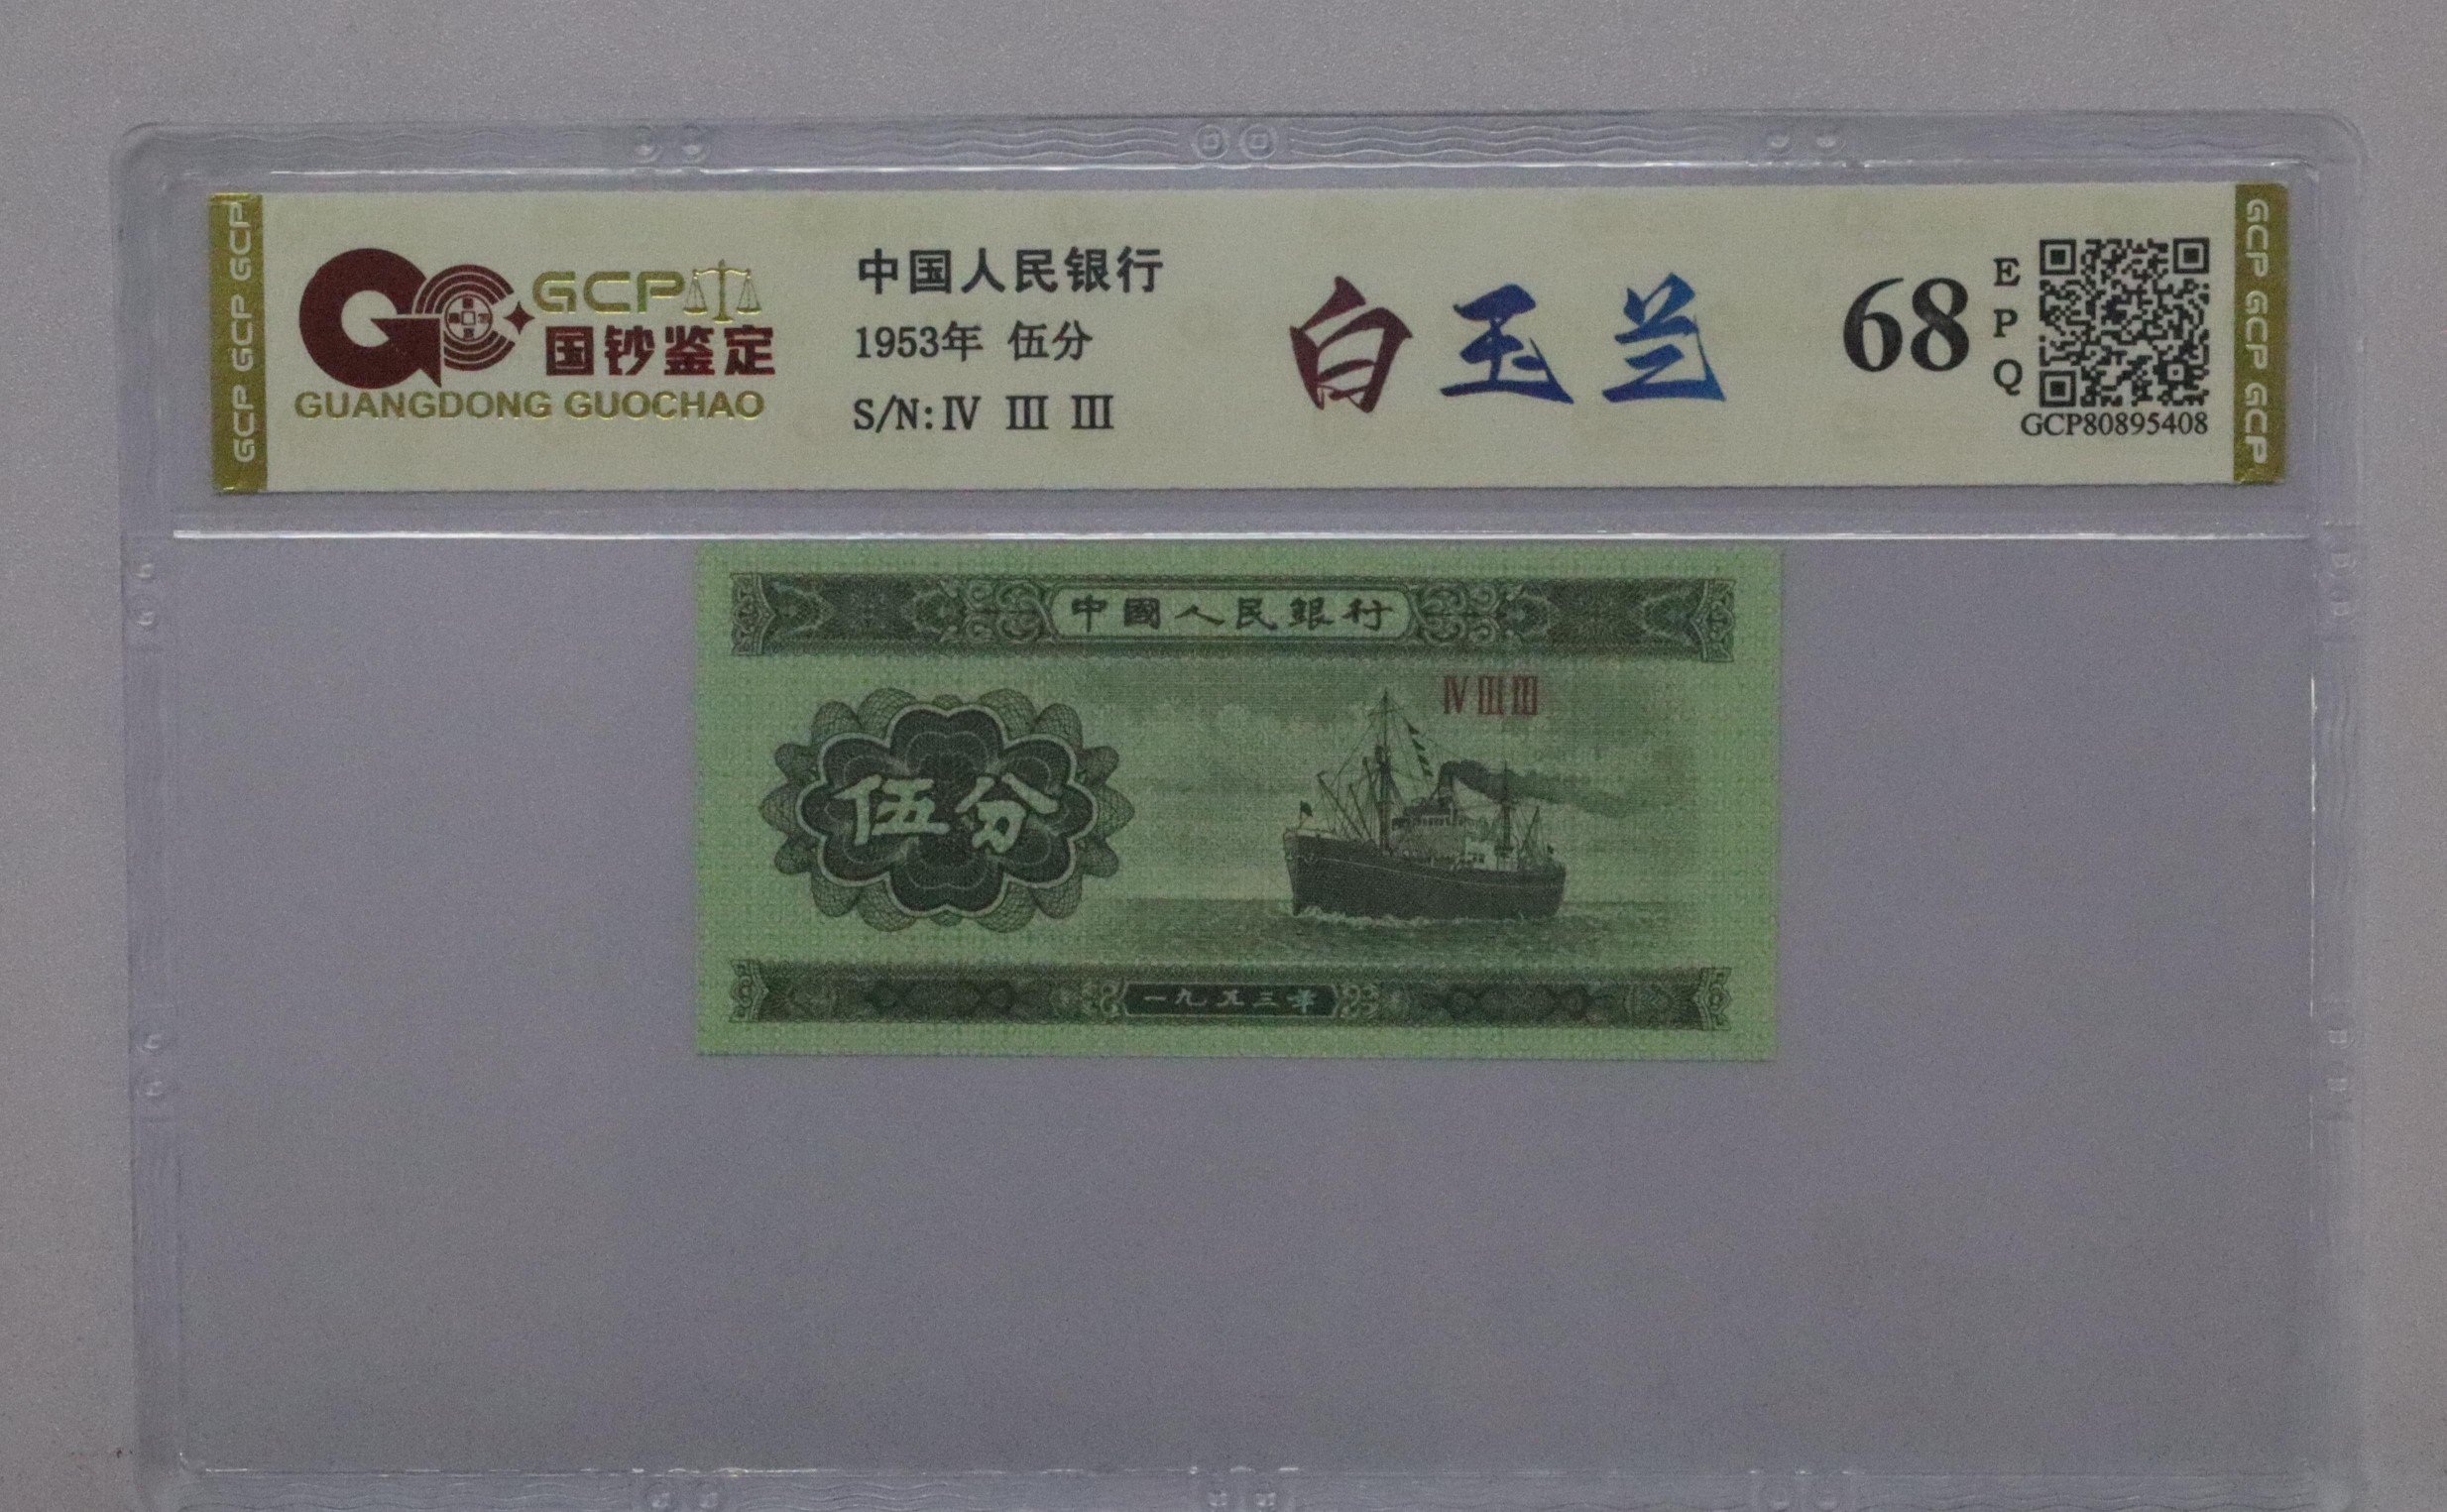 GCP GCP GCP
GCP
国钞鉴定
GUANGDONG GUOCHAO
中国人民银行
1953年 伍分
S/N:Ⅳ Ⅲ Ⅲ
白玉兰
68
EPQ
GCP80895408
GCP GCP GCP
中國人民銀行
Ⅳ Ⅲ Ⅲ
伍分
一九五三年